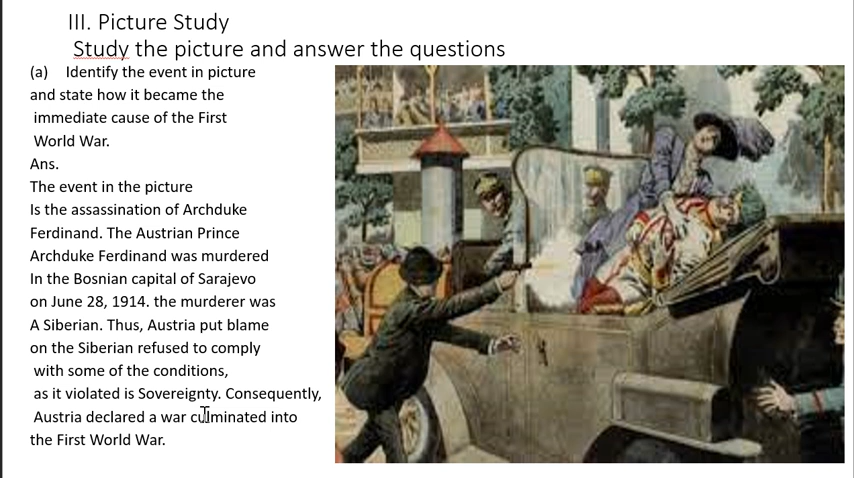 III. Picture Study
Study the picture and answer the questions
(a) Identify the event in picture
and state how it became the
immediate cause of the First
World War.
Ans.
The event in the picture
Is the assassination of Archduke
Ferdinand. The Austrian Prince
Archduke Ferdinand was murdered
In the Bosnian capital of Sarajevo
on June 28, 1914. the murderer was
A Siberian. Thus, Austria put blame
on the Siberian refused to comply
with some of the conditions,
as it violated is Sovereignty. Consequently,
Austria declared a war culminated into
the First World War.